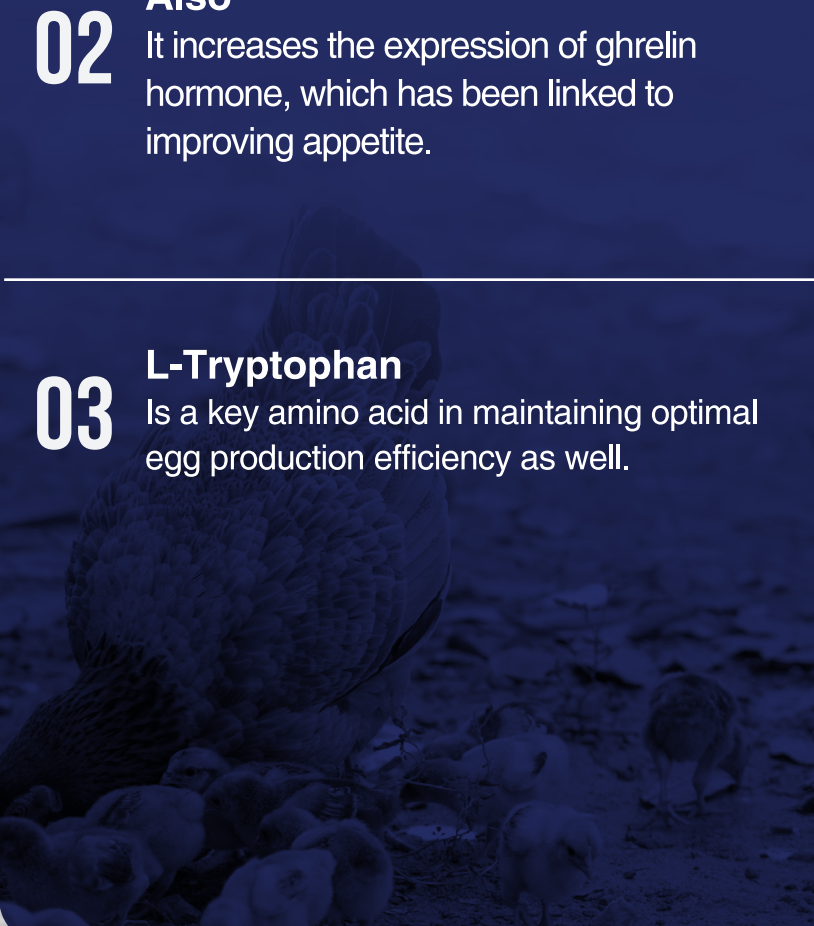 Also
02
It increases the expression of ghrelin
hormone, which has been linked to
improving appetite.
L-Tryptophan
03
Is a key amino acid in maintaining optimal
egg production efficiency as well.